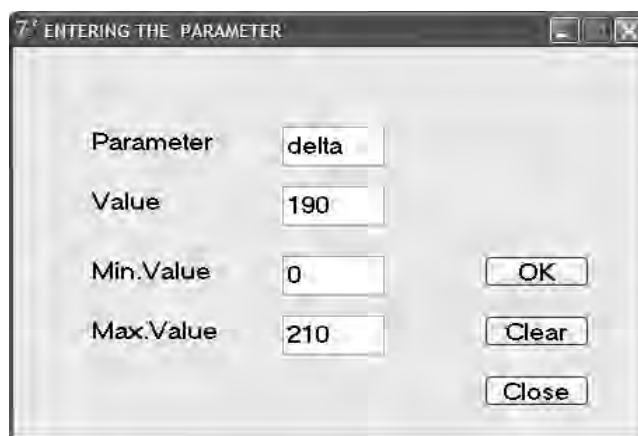 ENTERING THE PARAMETER
Parameter delta
Value 190
Min.Value 0
OK
Max.Value 210
Clear
Close